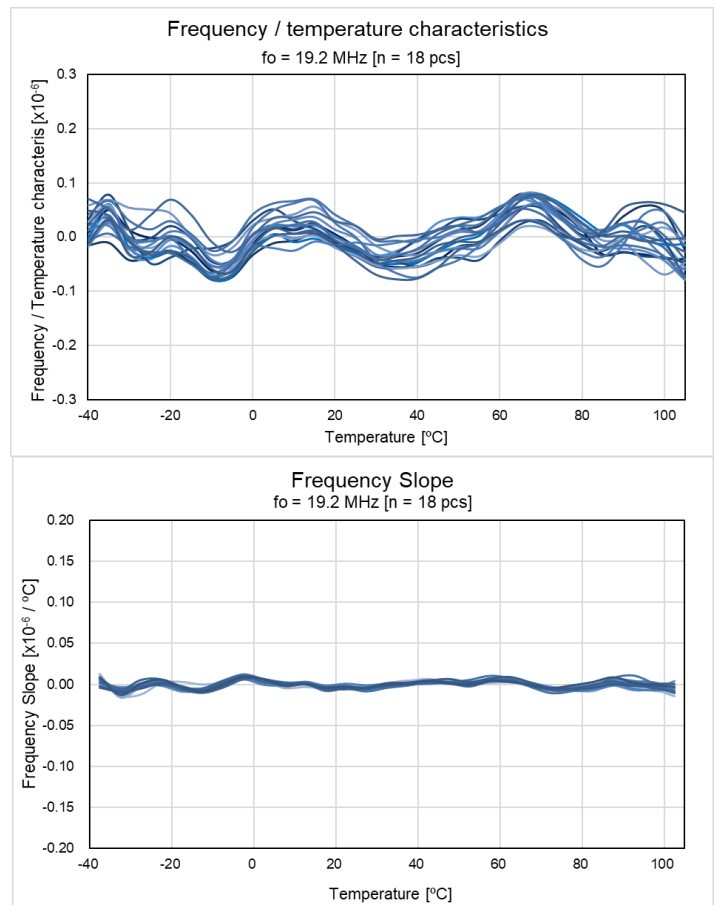 Frequency / temperature characteristics
fo = 19.2 MHz [n = 18 pcs]
Frequency / Temperature characteris [x10-6]
0.3
0.2
0.1
0.0
-0.1
-0.2
-0.3
-40 -20 0 20 40 60 80 100
Temperature [ºC]
Frequency Slope
fo = 19.2 MHz [n = 18 pcs]
Frequency Slope [x10-6 / ºC]
0.20
0.15
0.10
0.05
0.00
-0.05
-0.10
-0.15
-0.20
-40 -20 0 20 40 60 80 100
Temperature [ºC]